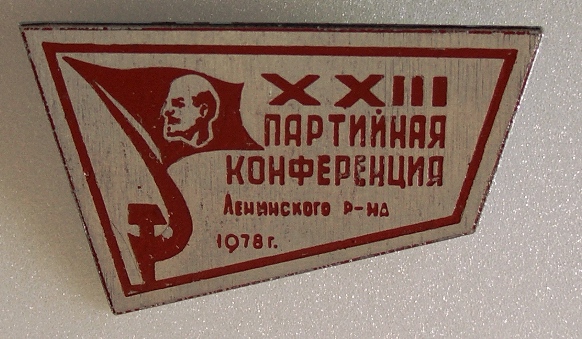 XXIII
ПАРТИЙНАЯ
КОНФЕРЕНЦИЯ
Ленинского р-на
1978 г.